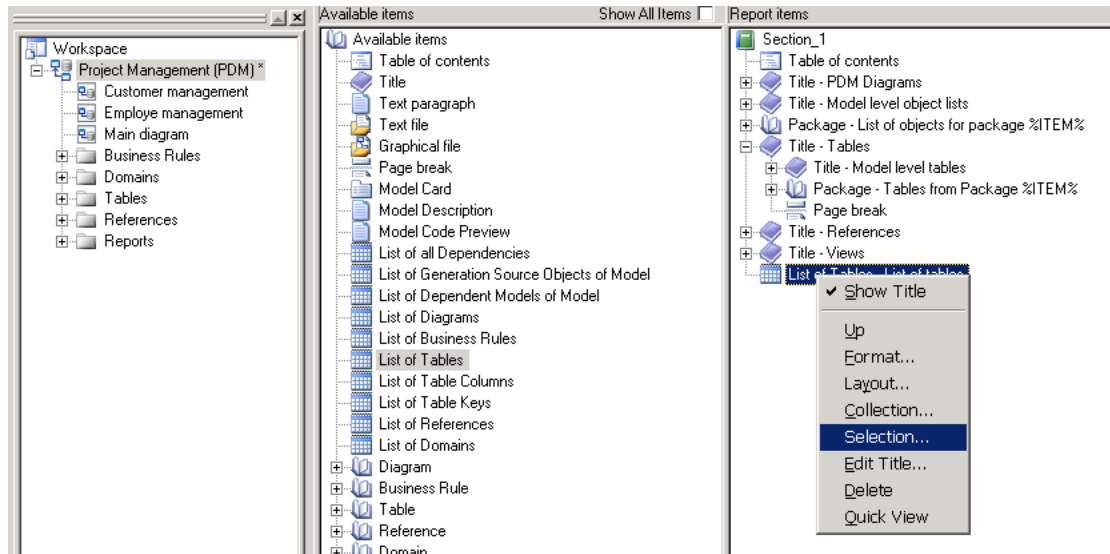 Available items
Show All Items
Report items
Workspace
Project Management (PDM) *
Customer management
Employe management
Main diagram
Business Rules
Domains
Tables
References
Reports
Available items
Table of contents
Title
Text paragraph
Text file
Graphical file
Page break
Model Card
Model Description
Model Code Preview
List of all Dependencies
List of Generation Source Objects of Model
List of Dependent Models of Model
List of Diagrams
List of Business Rules
List of Tables
List of Table Columns
List of Table Keys
List of References
List of Domains
Diagram
Business Rule
Table
Reference
Domain
Section_1
Table of contents
Title - PDM Diagrams
Title - Model level object lists
Package - List of objects for package %ITEM%
Title - Tables
Title - Model level tables
Package - Tables from Package %ITEM%
Page break
Title - References
Title - Views
List of Tables - List of tables
Show Title
Up
Format...
Layout...
Collection...
Selection...
Edit Title...
Delete
Quick View